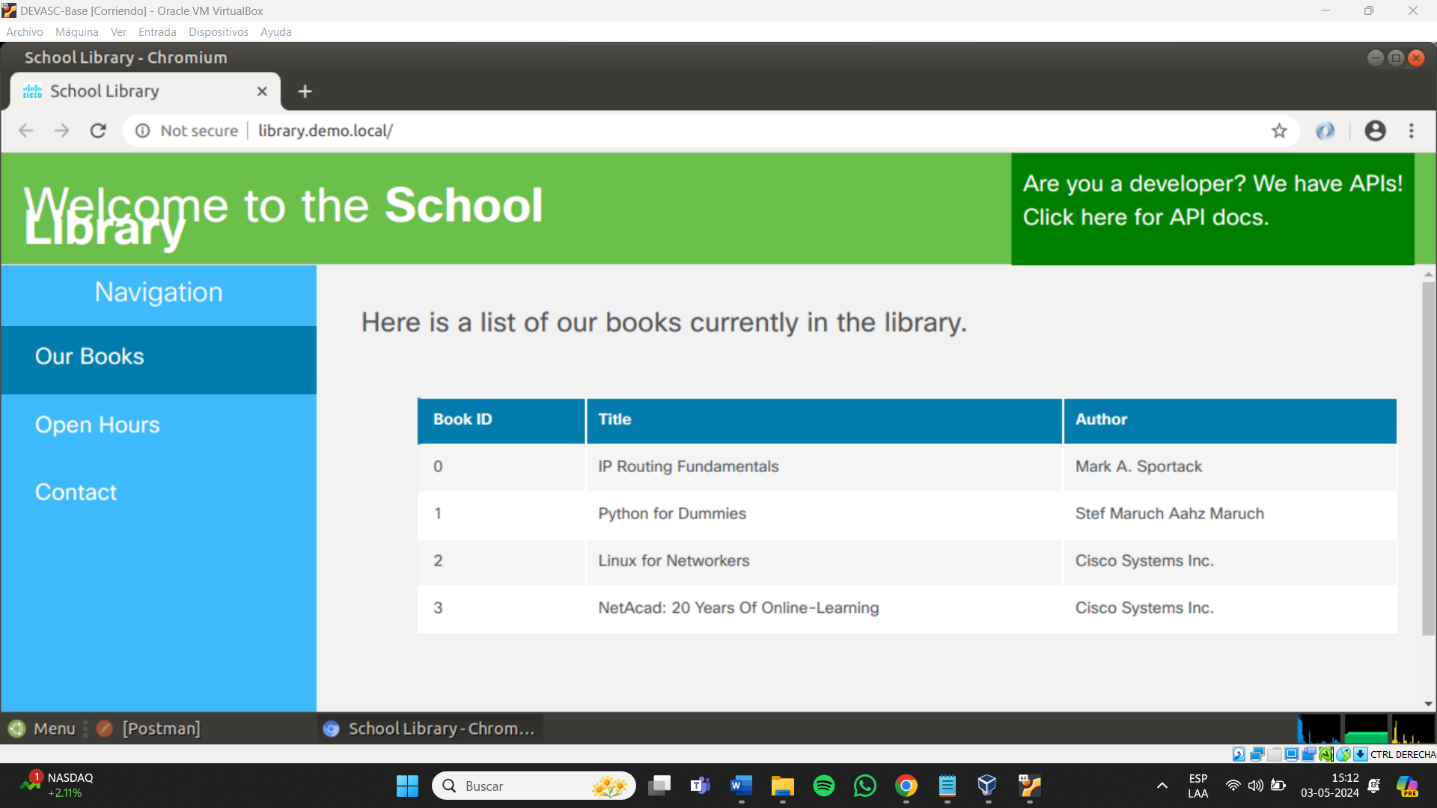 DEVASC-Base [Corriendo] - Oracle VM VirtualBox
Archivo Máquina Ver Entrada Dispositivos Ayuda
School Library - Chromium
CISCO School Library
Not secure library.demo.local/
Welcome to the School
Library
Are you a developer? We have APIs!
Click here for API docs.
Navigation
Our Books
Open Hours
Contact
Here is a list of our books currently in the library.
Book ID Title Author
0 IP Routing Fundamentals Mark A. Sportack
1 Python for Dummies Stef Maruch Aahz Maruch
2 Linux for Networkers Cisco Systems Inc.
3 NetAcad: 20 Years Of Online-Learning Cisco Systems Inc.
Menu [Postman] School Library - Chrom...
CTRL DERECHA
1 NASDAQ
+2.11%
Buscar
ESP
LAA
15:12
03-05-2024
PRE